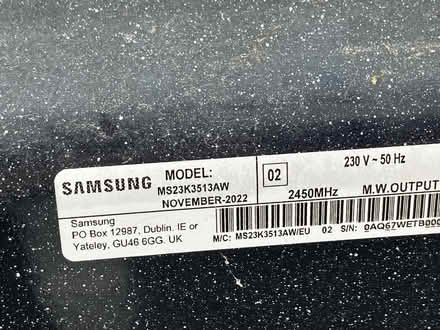 SAMSUNG
MODEL:
MS23K3513AW
NOVEMBER-2022
02
230 V ~ 50 Hz
2450MHz
M.W.OUTPUT
Samsung
PO Box 12987, Dublin. IE or
Yateley, GU46 6GG. UK
M/C: MS23K3513AW/EU 02 S/N: 0AQ67WETB000